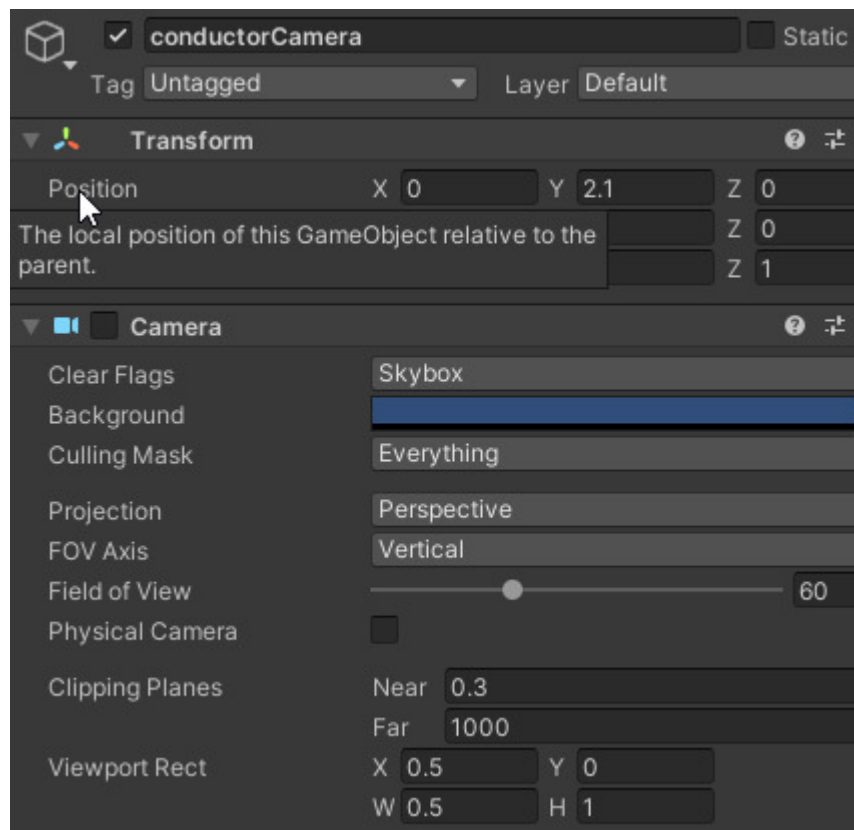 conductorCamera Static
Tag Untagged Layer Default
Transform
Position X 0 Y 2.1 Z 0
The local position of this GameObject relative to the Z 0
parent. Z 1
Camera
Clear Flags Skybox
Background
Culling Mask Everything
Projection Perspective
FOV Axis Vertical
Field of View 60
Physical Camera
Clipping Planes Near 0.3
Far 1000
Viewport Rect X 0.5 Y 0
W 0.5 H 1